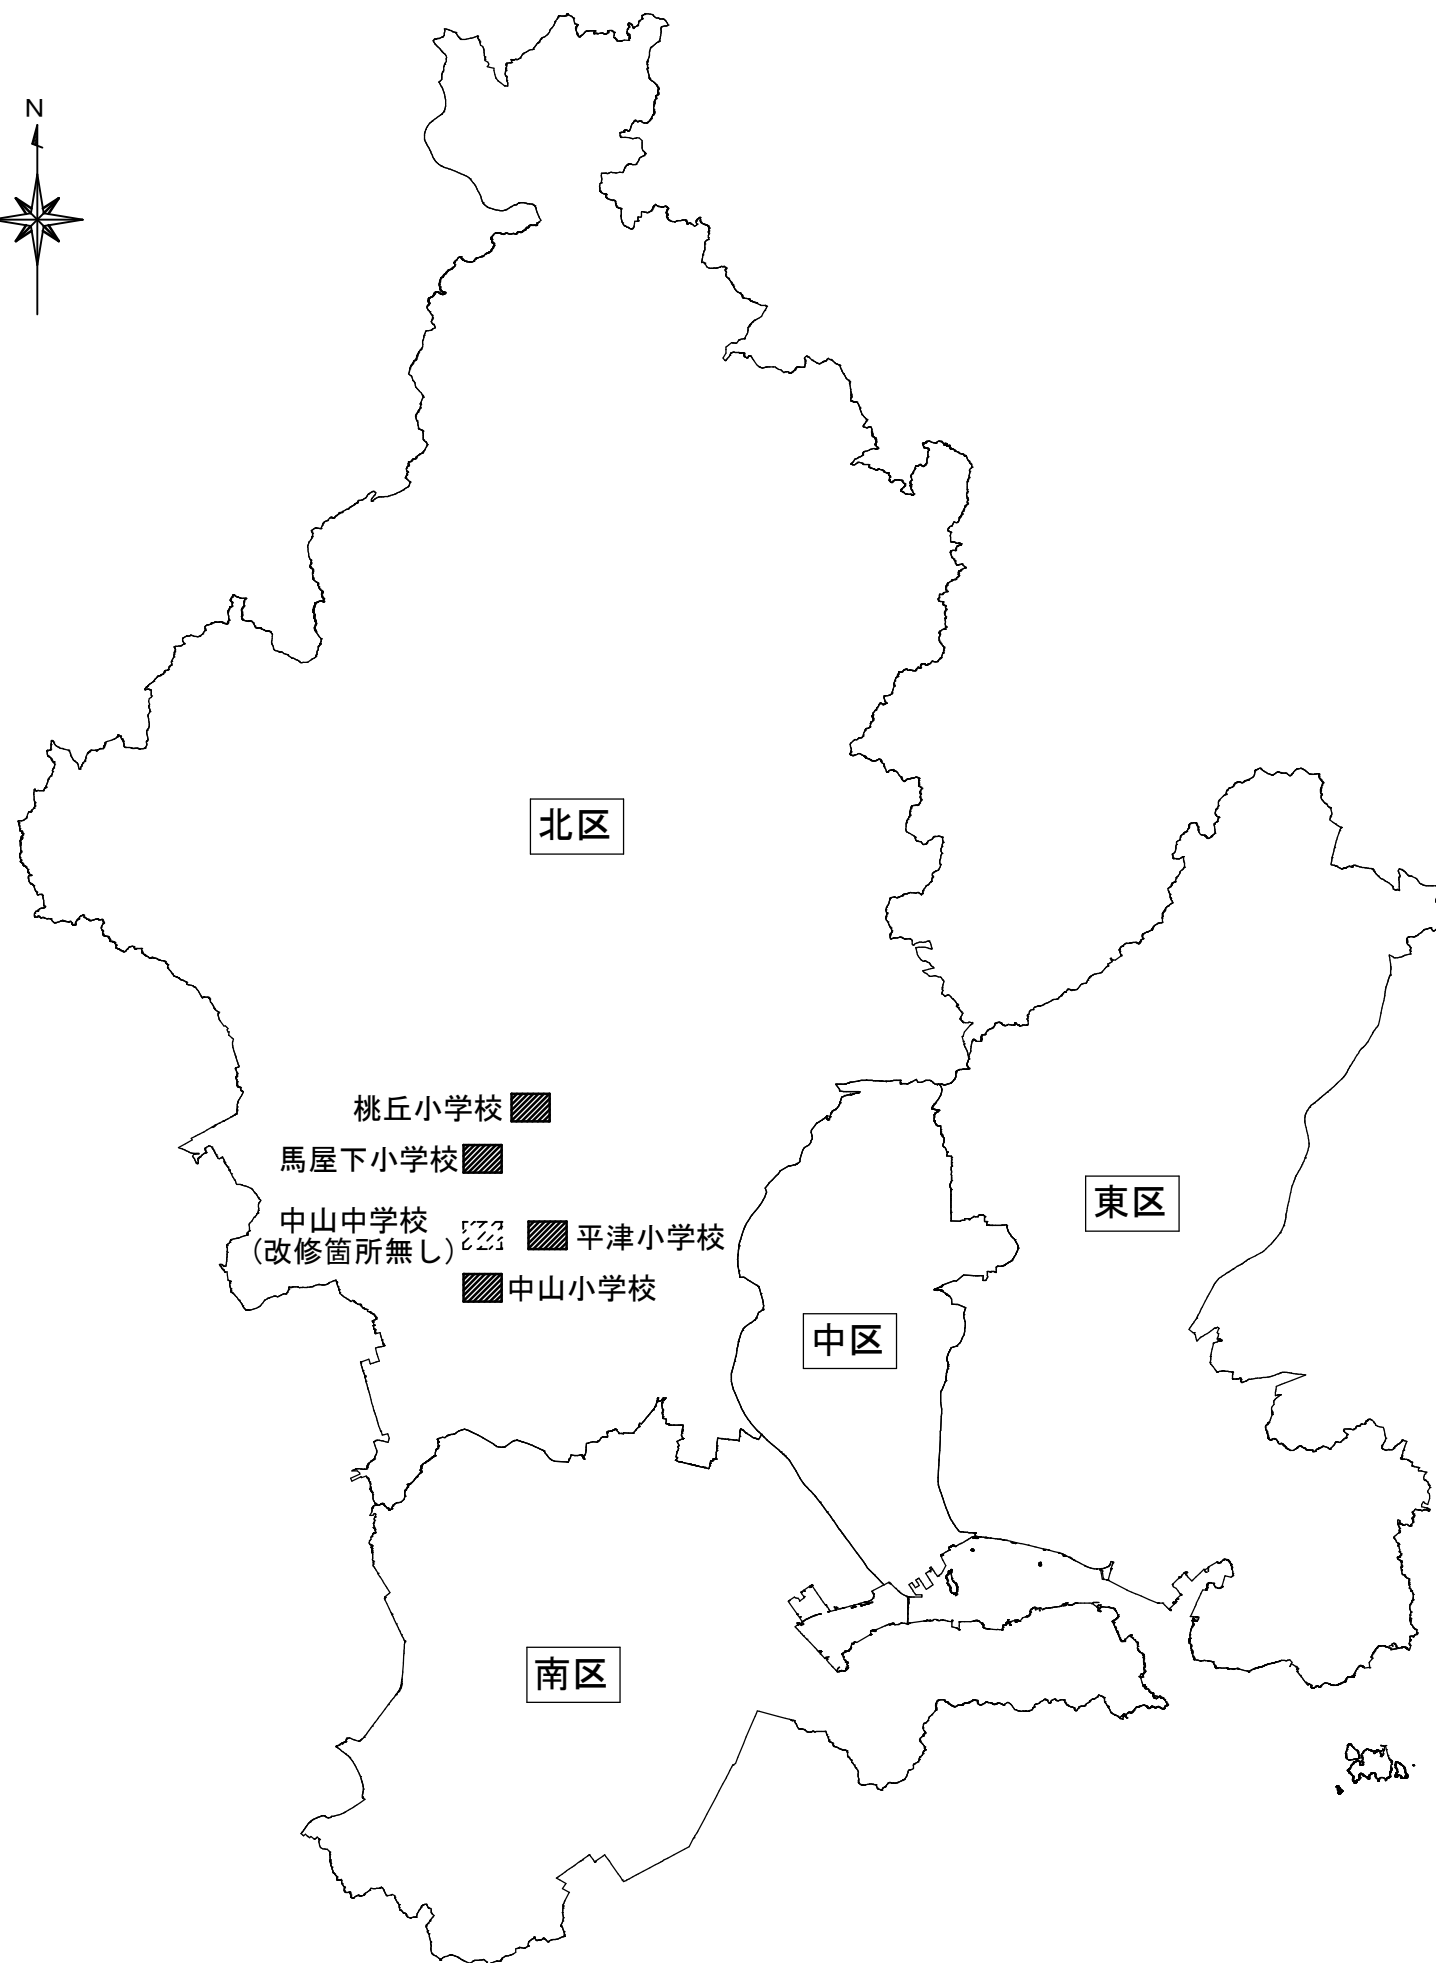 N
北区
桃丘小学校
馬屋下小学校
中山中学校
（改修箇所無し）
平津小学校
中山小学校
東区
中区
南区